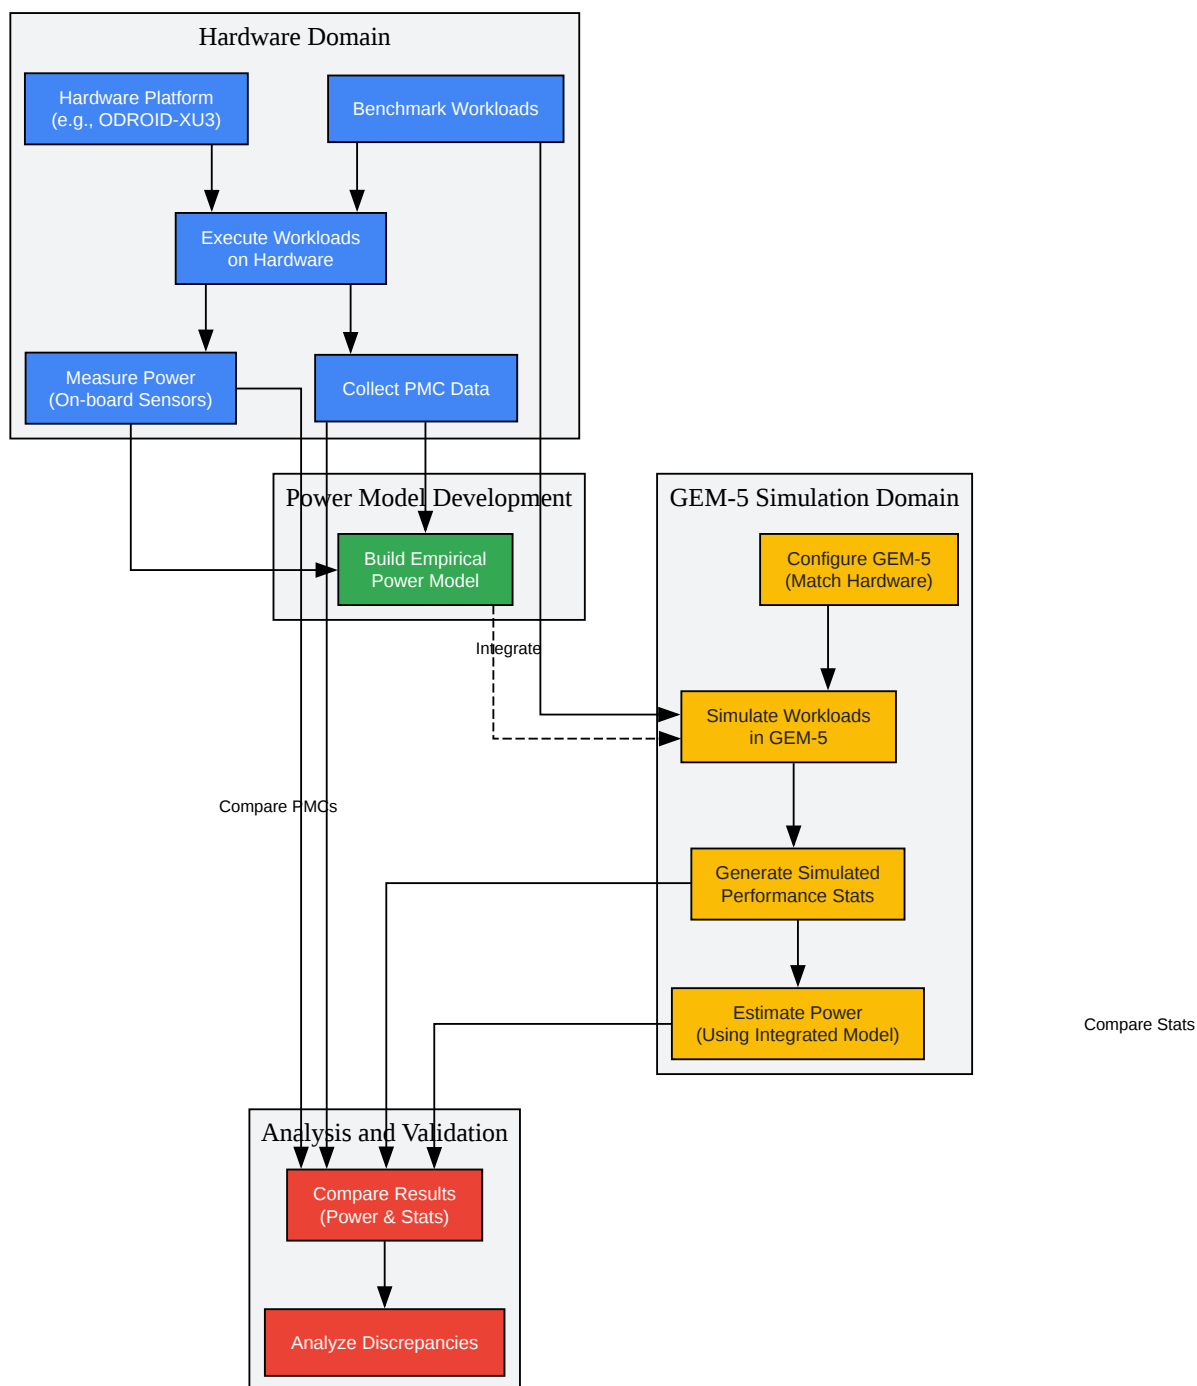 Hardware Domain
Hardware Platform
(e.g., ODROID-XU3)
Benchmark Workloads
Execute Workloads
on Hardware
Measure Power
(On-board Sensors)
Collect PMC Data
Power Model Development
Build Empirical
Power Model
Integrate
GEM-5 Simulation Domain
Configure GEM-5
(Match Hardware)
Simulate Workloads
in GEM-5
Compare PMCs
Generate Simulated
Performance Stats
Estimate Power
(Using Integrated Model)
Compare Stats
Analysis and Validation
Compare Results
(Power & Stats)
Analyze Discrepancies